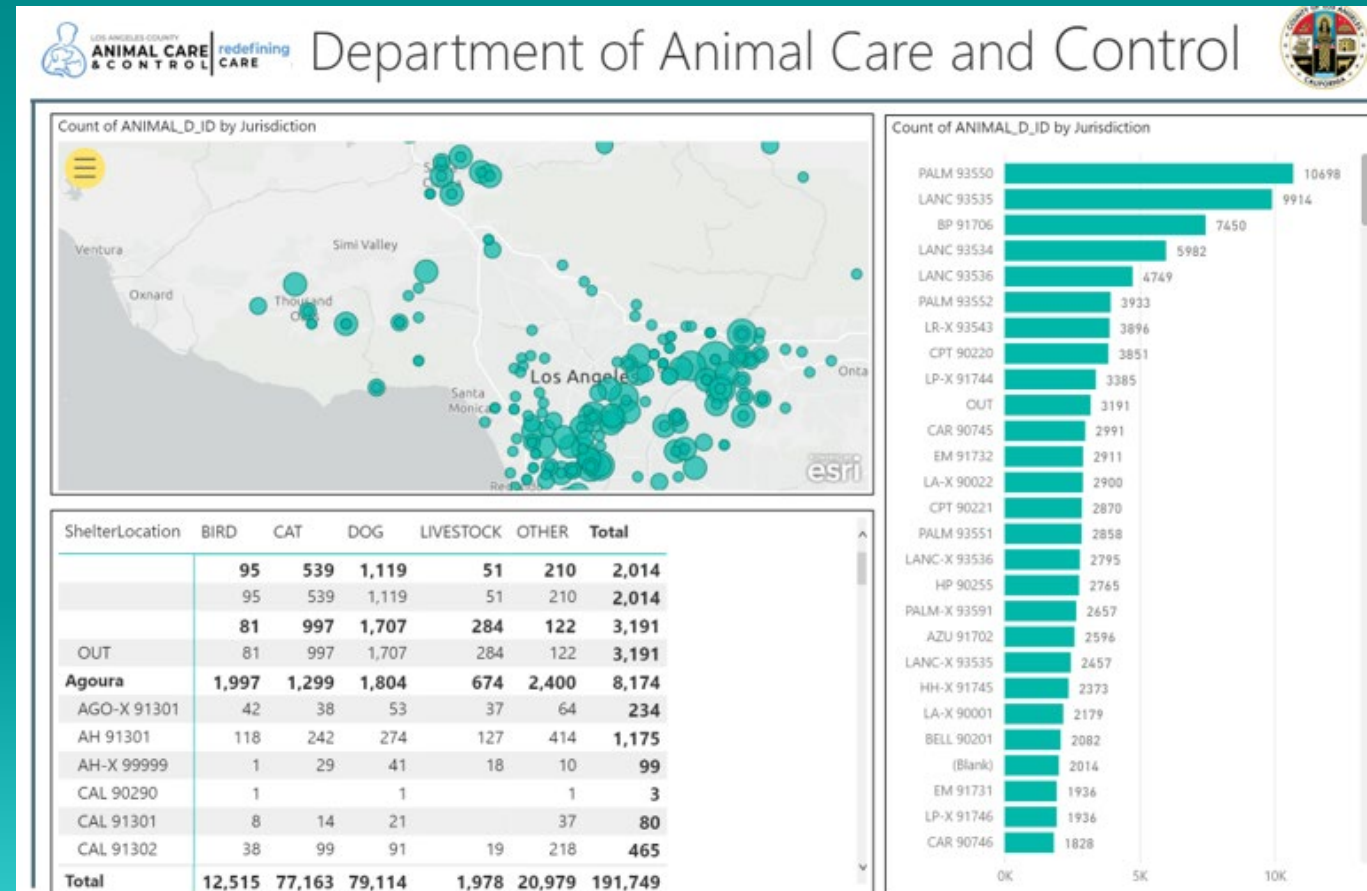 LOS ANGELES COUNTY
ANIMAL CARE
& CONTROL
redefining
CARE
Department of Animal Care and Control
COUNTY OF LOS ANGELES
CALIFORNIA
Count of ANIMAL_D_ID by Jurisdiction
Ventura
Simi Valley
Oxnard
Thousand
Los Angeles
Onta
Santa
Monica
esri
ShelterLocation BIRD CAT DOG LIVESTOCK OTHER Total
95 539 1,119 51 210 2,014
95 539 1,119 51 210 2,014
81 997 1,707 284 122 3,191
OUT 81 997 1,707 284 122 3,191
Agoura 1,997 1,299 1,804 674 2,400 8,174
AGO-X 91301 42 38 53 37 64 234
AH 91301 118 242 274 127 414 1,175
AH-X 99999 1 29 41 18 10 99
CAL 90290 1 1 1 3
CAL 91301 8 14 21 37 80
CAL 91302 38 99 91 19 218 465
Total 12,515 77,163 79,114 1,978 20,979 191,749
Count of ANIMAL_D_ID by Jurisdiction
PALM 93550 10698
LANC 93535 9914
BP 91706 7450
LANC 93534 5982
LANC 93536 4749
PALM 93552 3933
LR-X 93543 3896
CPT 90220 3851
LP-X 91744 3385
OUT 3191
CAR 90745 2991
EM 91732 2911
LA-X 90022 2900
CPT 90221 2870
PALM 93551 2858
LANC-X 93536 2795
HP 90255 2765
PALM-X 93591 2657
AZU 91702 2596
LANC-X 93535 2457
HH-X 91745 2373
LA-X 90001 2179
BELL 90201 2082
(Blank) 2014
EM 91731 1936
LP-X 91746 1936
CAR 90746 1828
0K 5K 10K